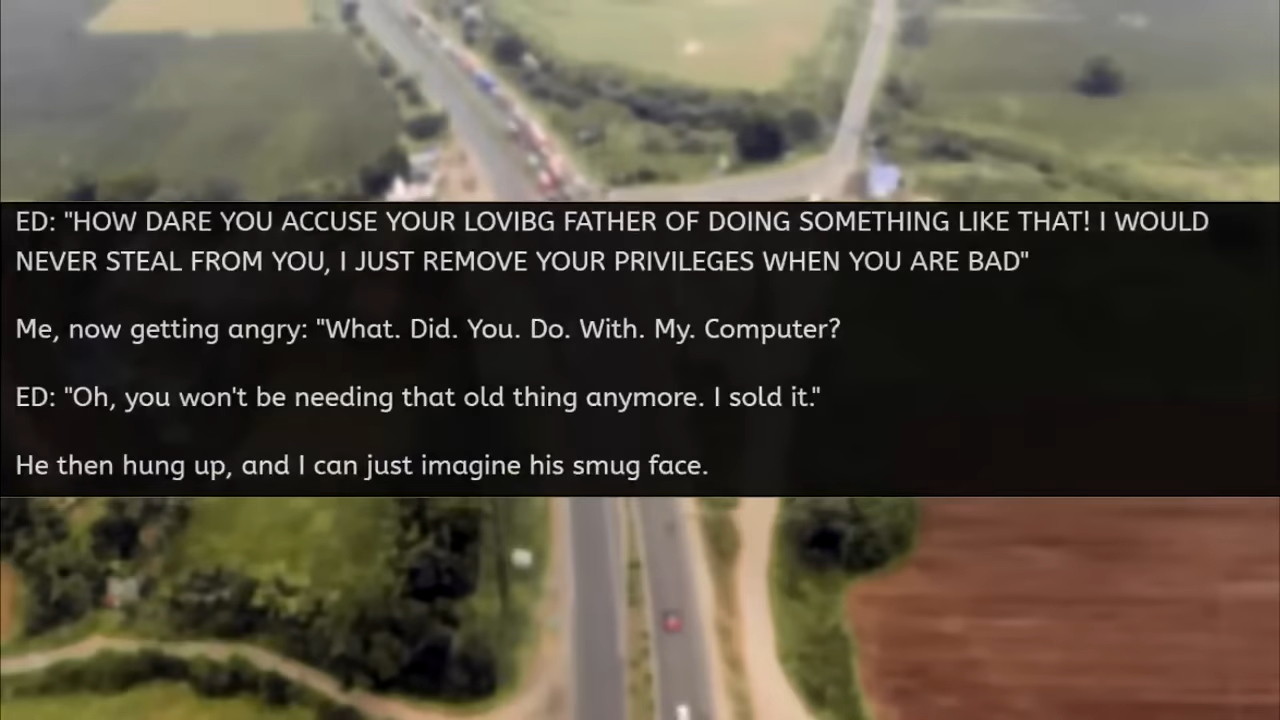 ED: "HOW DARE YOU ACCUSE YOUR LOVIBG FATHER OF DOING SOMETHING LIKE THAT! I WOULD
NEVER STEAL FROM YOU, I JUST REMOVE YOUR PRIVILEGES WHEN YOU ARE BAD"
Me, now getting angry: "What. Did. You. Do. With. My. Computer?
ED: "Oh, you won't be needing that old thing anymore. I sold it."
He then hung up, and I can just imagine his smug face.